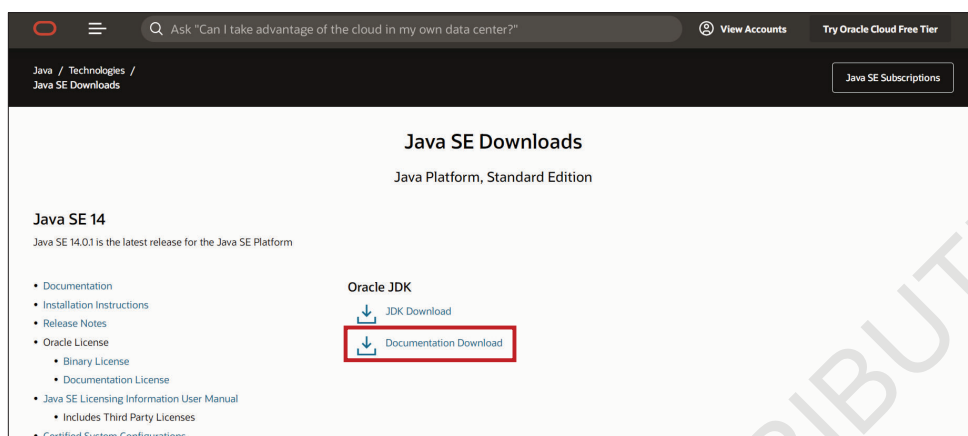 Ask "Can I take advantage of the cloud in my own data center?"
View Accounts
Try Oracle Cloud Free Tier
Java / Technologies /
Java SE Downloads
Java SE Subscriptions
Java SE Downloads
Java Platform, Standard Edition
Java SE 14
Java SE 14.0.1 is the latest release for the Java SE Platform
• Documentation
• Installation Instructions
• Release Notes
• Oracle License
• Binary License
• Documentation License
• Java SE Licensing Information User Manual
• Includes Third Party Licenses
• Certified System Configurations
Oracle JDK
JDK Download
Documentation Download